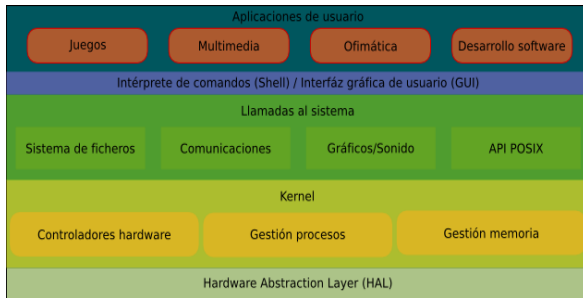 Aplicaciones de usuario
Juegos
Multimedia
Ofimática
Desarrollo software
Intérprete de comandos (Shell) / Interfáz gráfica de usuario (GUI)
Llamadas al sistema
Sistema de ficheros
Comunicaciones
Gráficos/Sonido
API POSIX
Kernel
Controladores hardware
Gestión procesos
Gestión memoria
Hardware Abstraction Layer (HAL)